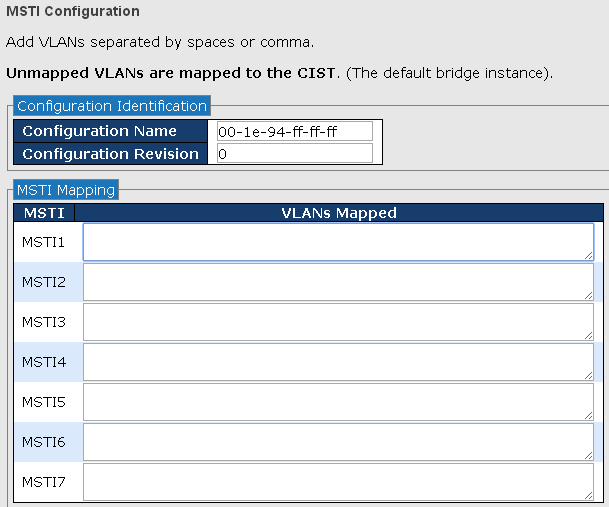 MSTI Configuration
Add VLANs separated by spaces or comma.
Unmapped VLANs are mapped to the CIST. (The default bridge instance).
Configuration Identification
Configuration Name 00-1e-94-ff-ff-ff
Configuration Revision 0
MSTI Mapping
MSTI VLANs Mapped
MSTI1
MSTI2
MSTI3
MSTI4
MSTI5
MSTI6
MSTI7